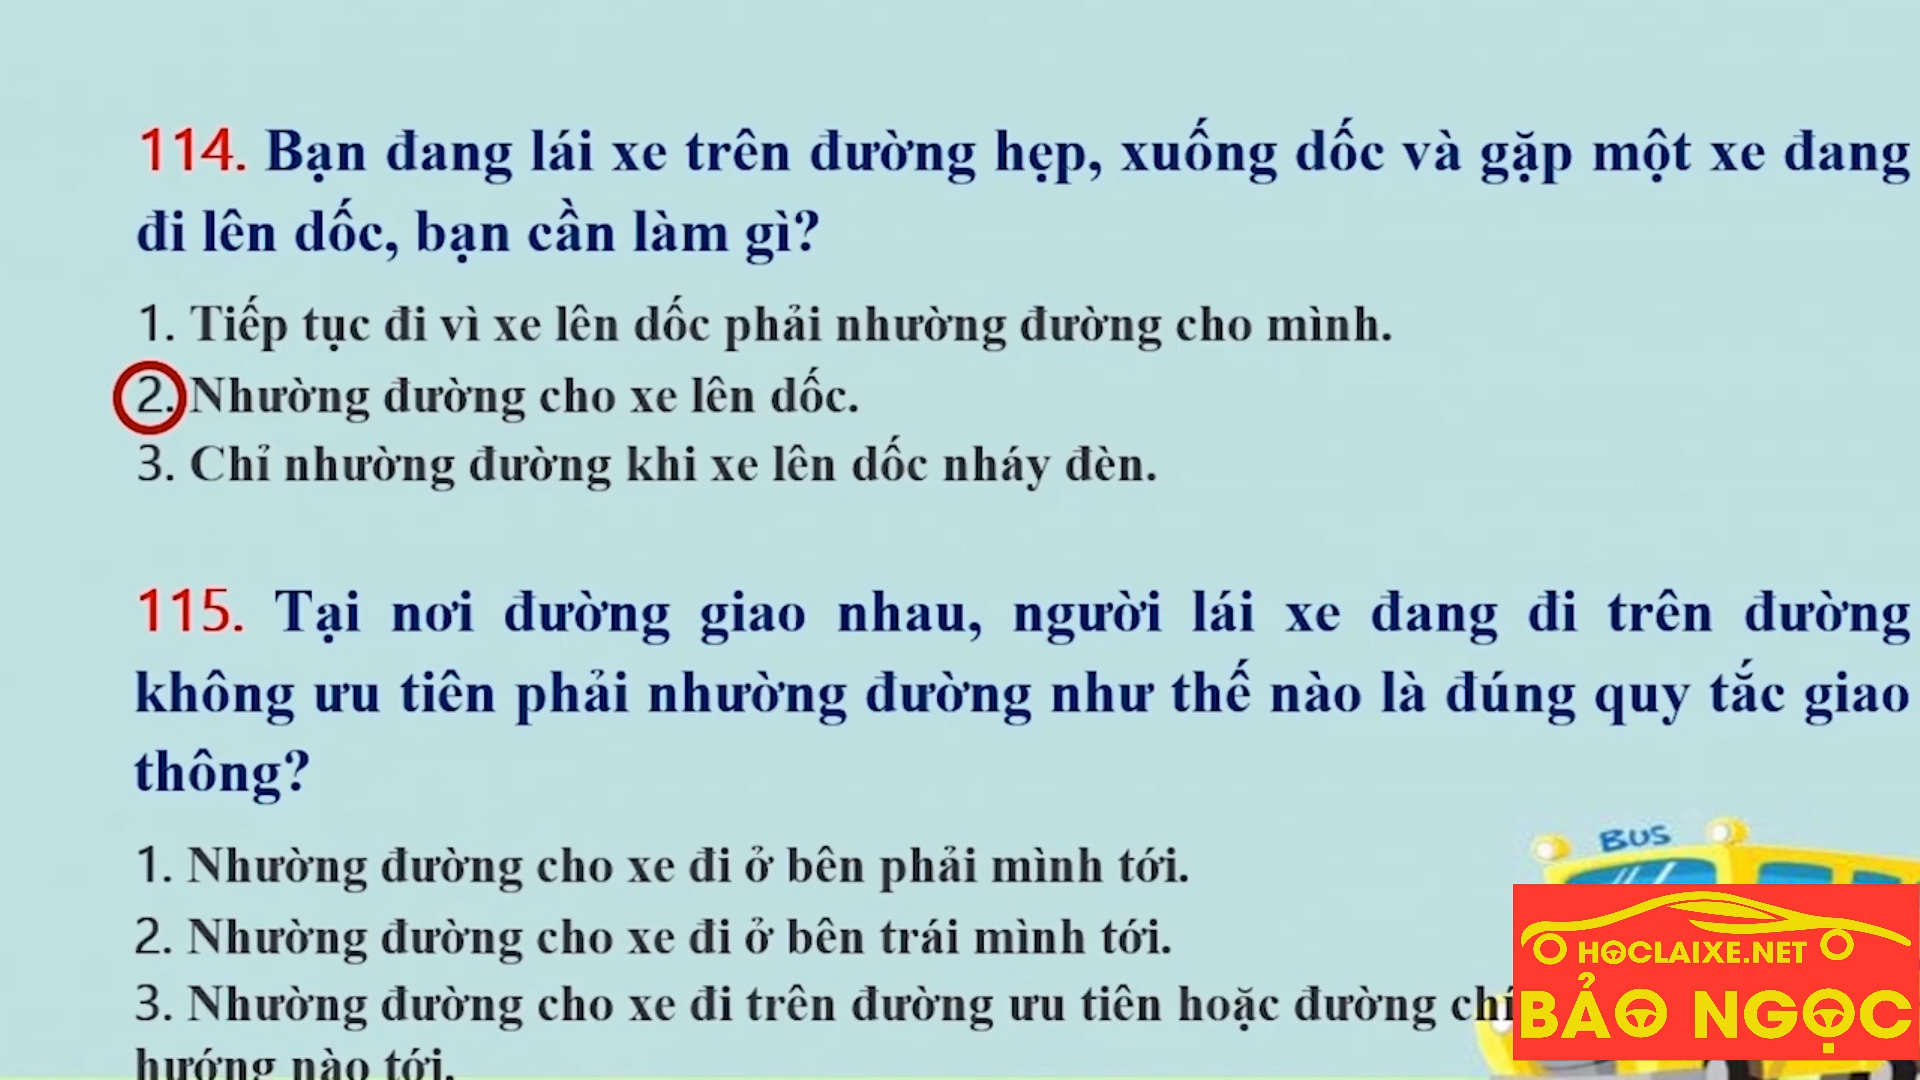 114. Bạn đang lái xe trên đường hẹp, xuống dốc và gặp một xe đang
đi lên dốc, bạn cần làm gì?
1. Tiếp tục đi vì xe lên dốc phải nhường đường cho mình.
2. Nhường đường cho xe lên dốc.
3. Chỉ nhường đường khi xe lên dốc nháy đèn.
115. Tại nơi đường giao nhau, người lái xe đang đi trên đường
không ưu tiên phải nhường đường như thế nào là đúng quy tắc giao
thông?
1. Nhường đường cho xe đi ở bên phải mình tới.
2. Nhường đường cho xe đi ở bên trái mình tới.
3. Nhường đường cho xe đi trên đường ưu tiên hoặc đường
hướng nào tới.
BUS
HỌCLAIXE.NET
BẢO NGỌC